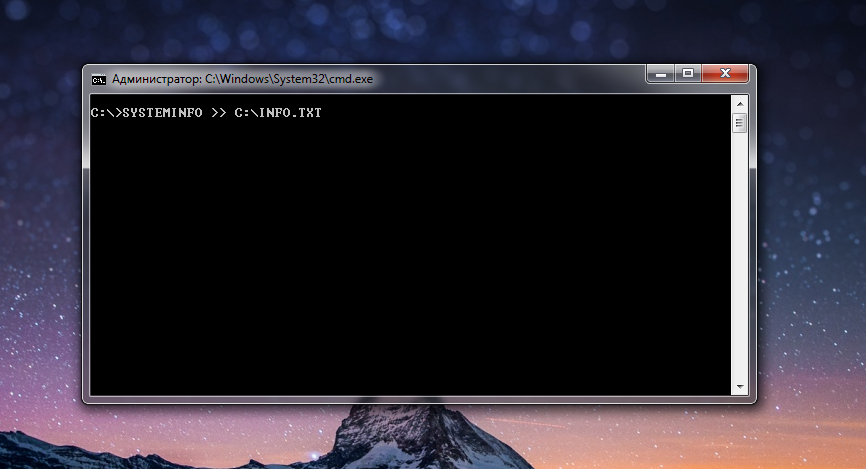 Администратор: C:\Windows\System32\cmd.exe
C:\>SYSTEMINFO >> C:\INFO.TXT